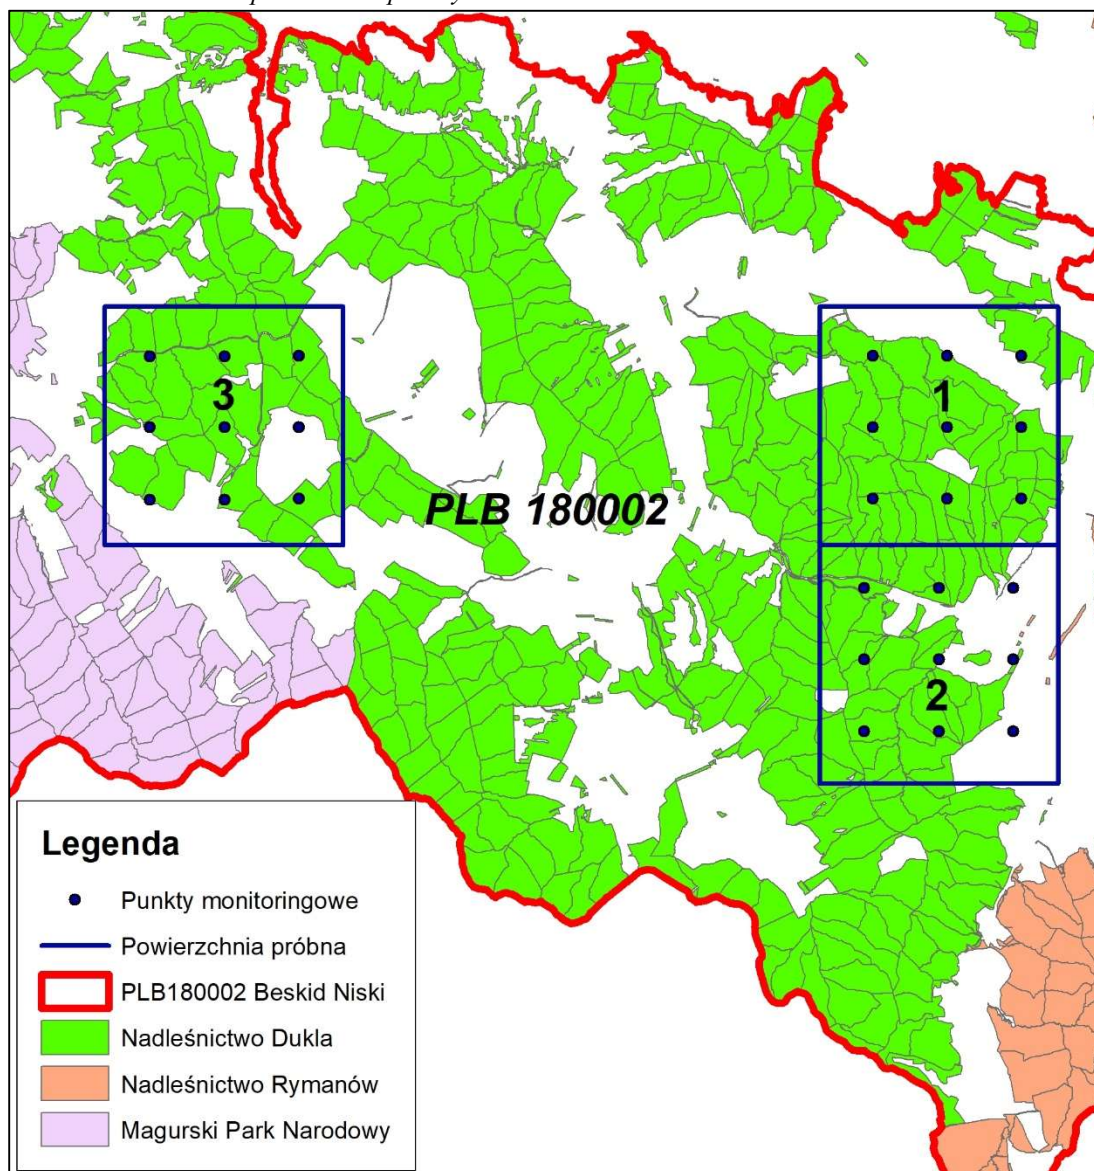 3
1
PLB 180002
2
Legenda
Punkty monitoringowe
Powierzchnia próbna
PLB180002 Beskid Niski
Nadleśnictwo Dukla
Nadleśnictwo Rymanów
Magurski Park Narodowy